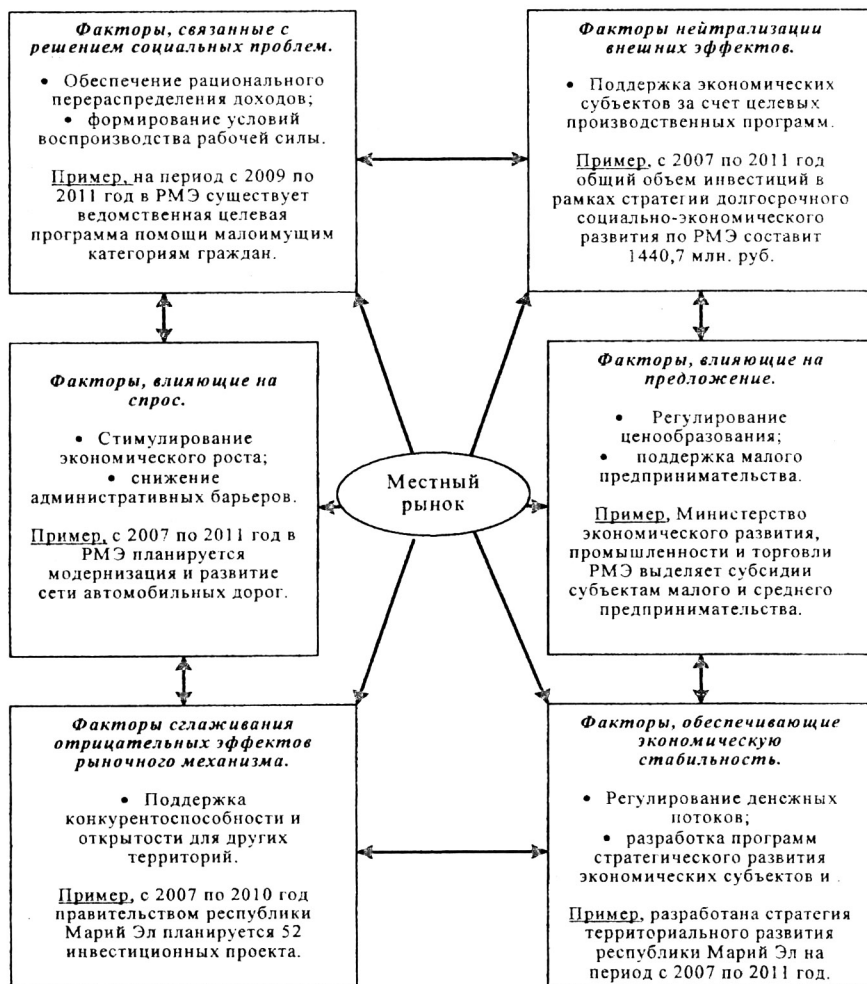 Факторы, связанные с
решением социальных проблем.
• Обеспечение рационального
перераспределения доходов;
• формирование условий
воспроизводства рабочей силы.
Пример, на период с 2009 по
2011 год в РМЭ существует
ведомственная целевая
программа помощи малоимущим
категориям граждан.
Факторы нейтрализации
внешних эффектов.
• Поддержка экономических
субъектов за счет целевых
производственных программ.
Пример, с 2007 по 2011 год
общий объем инвестиций в
рамках стратегии долгосрочного
социально-экономического
развития по РМЭ составит
1440,7 млн. руб.
Факторы, влияющие на
спрос.
• Стимулирование
экономического роста;
• снижение
административных барьеров.
Пример, с 2007 по 2011 год в
РМЭ планируется
модернизация и развитие
сети автомобильных дорог.
Местный
рынок
Факторы, влияющие на
предложение.
• Регулирование
ценообразования;
• поддержка малого
предпринимательства.
Пример, Министерство
экономического развития,
промышленности и торговли
РМЭ выделяет субсидии
субъектам малого и среднего
предпринимательства.
Факторы сглаживания
отрицательных эффектов
рыночного механизма.
• Поддержка
конкурентоспособности и
открытости для других
территорий.
Пример, с 2007 по 2010 год
правительством республики
Марий Эл планируется 52
инвестиционных проекта.
Факторы, обеспечивающие
экономическую
стабильность.
• Регулирование денежных
потоков;
• разработка программ
стратегического развития
экономических субъектов и .
Пример, разработана стратегия
территориального развития
республики Марий Эл на
период с 2007 по 2011 год.